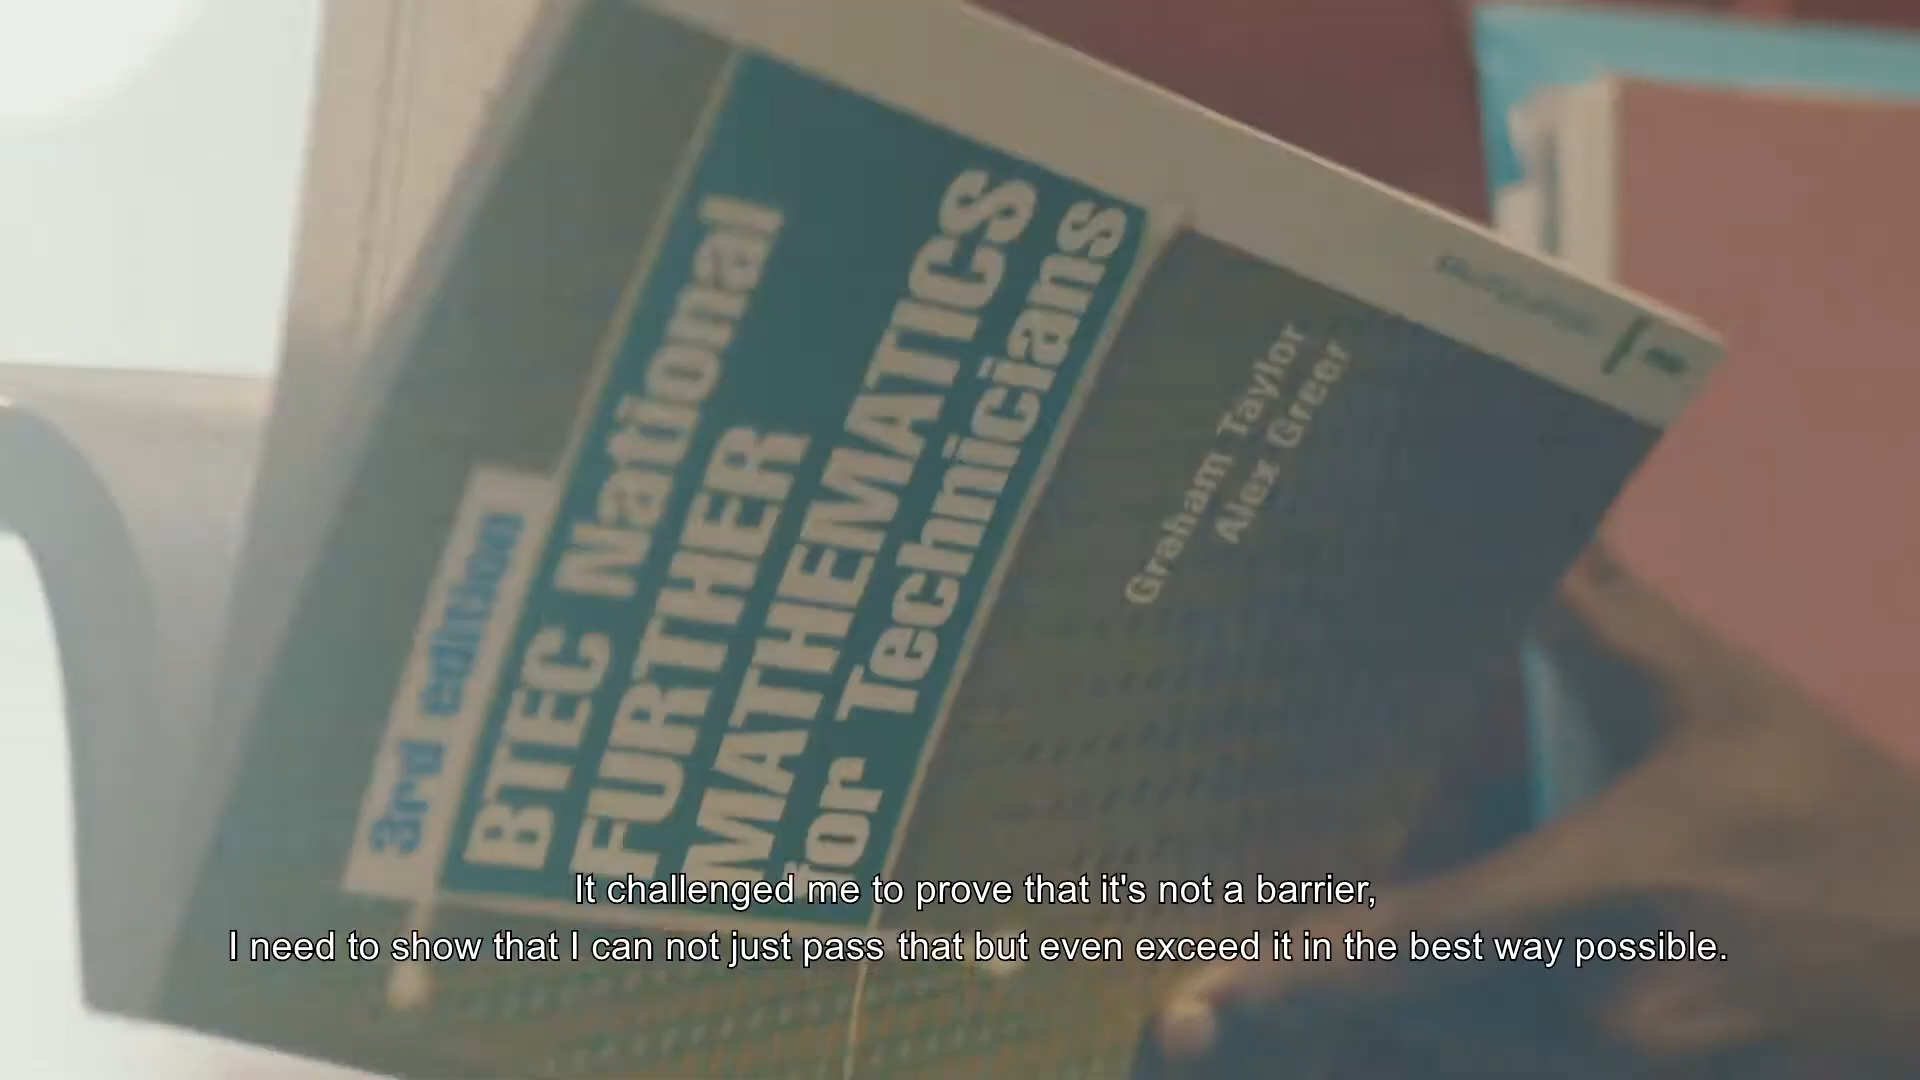 3rd edition
BTEC National
FURTHER
MATHEMATICS
for Technicians
Graham Taylor
Alex Greer
It challenged me to prove that it's not a barrier,
I need to show that I can not just pass that but even exceed it in the best way possible.